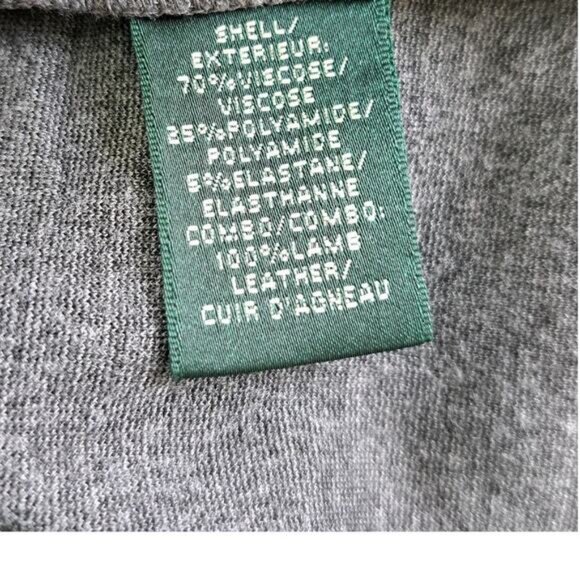 SHELL/
EXTERIEUR:
70%VISCOSE/
VISCOSE
25%POLYAMIDE/
POLYAMIDE
5%ELASTANE/
ELASTHANNE
COMBO/COMBO:
100%LAMB
LEATHER/
CUIR D'AGNEAU